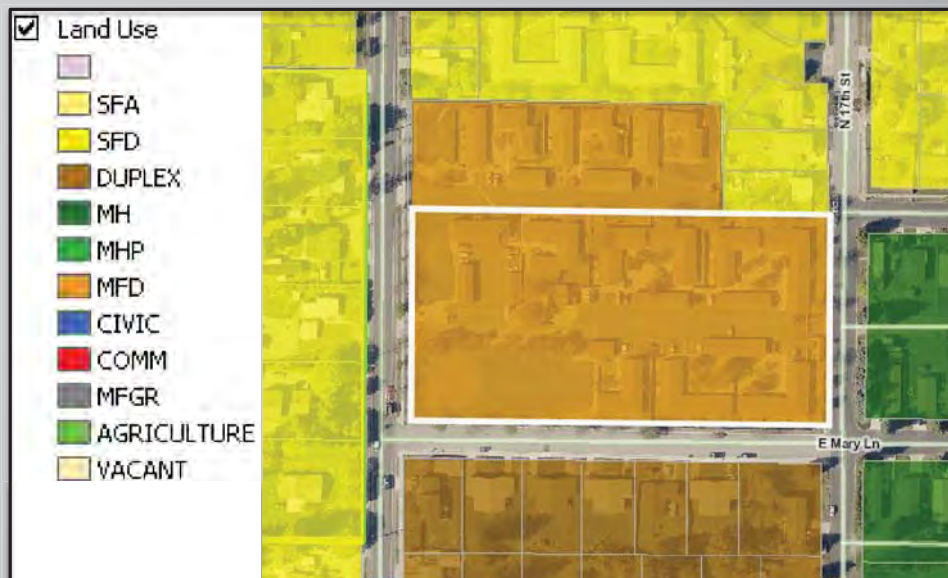 Land Use
SFA
SFD
DUPLEX
MH
MHP
MFD
CIVIC
COMM
MFGR
AGRICULTURE
VACANT
N 17th St
E Mary Ln